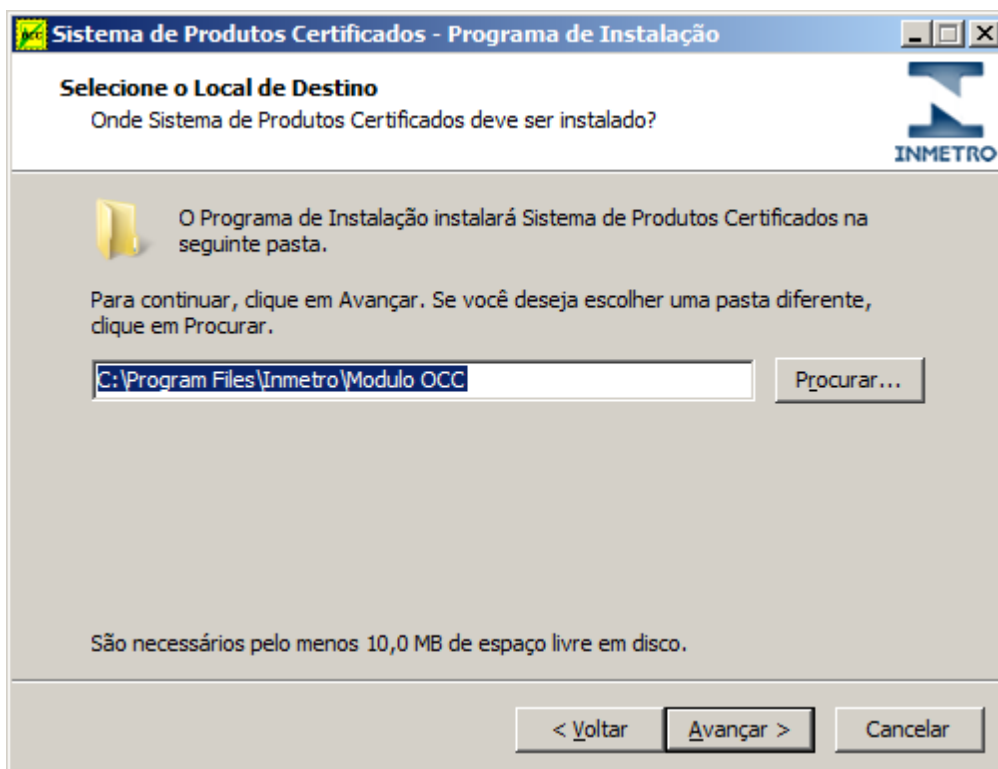 Sistema de Produtos Certificados - Programa de Instalação
Selecione o Local de Destino
Onde Sistema de Produtos Certificados deve ser instalado?
INMETRO
O Programa de Instalação instalará Sistema de Produtos Certificados na
seguinte pasta.
Para continuar, clique em Avançar. Se você deseja escolher uma pasta diferente,
clique em Procurar.
C:\Program Files\Inmetro\Modulo OCC
Procurar...
São necessários pelo menos 10,0 MB de espaço livre em disco.
< Voltar
Avançar >
Cancelar